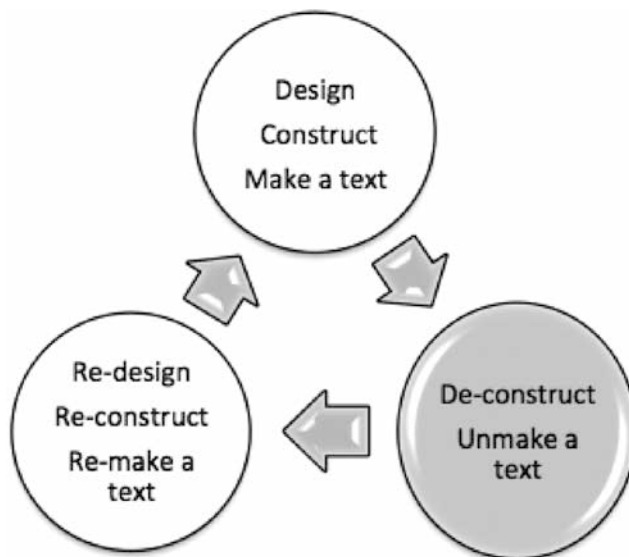 Design
Construct
Make a text
De-construct
Unmake a
text
Re-design
Re-construct
Re-make a
text